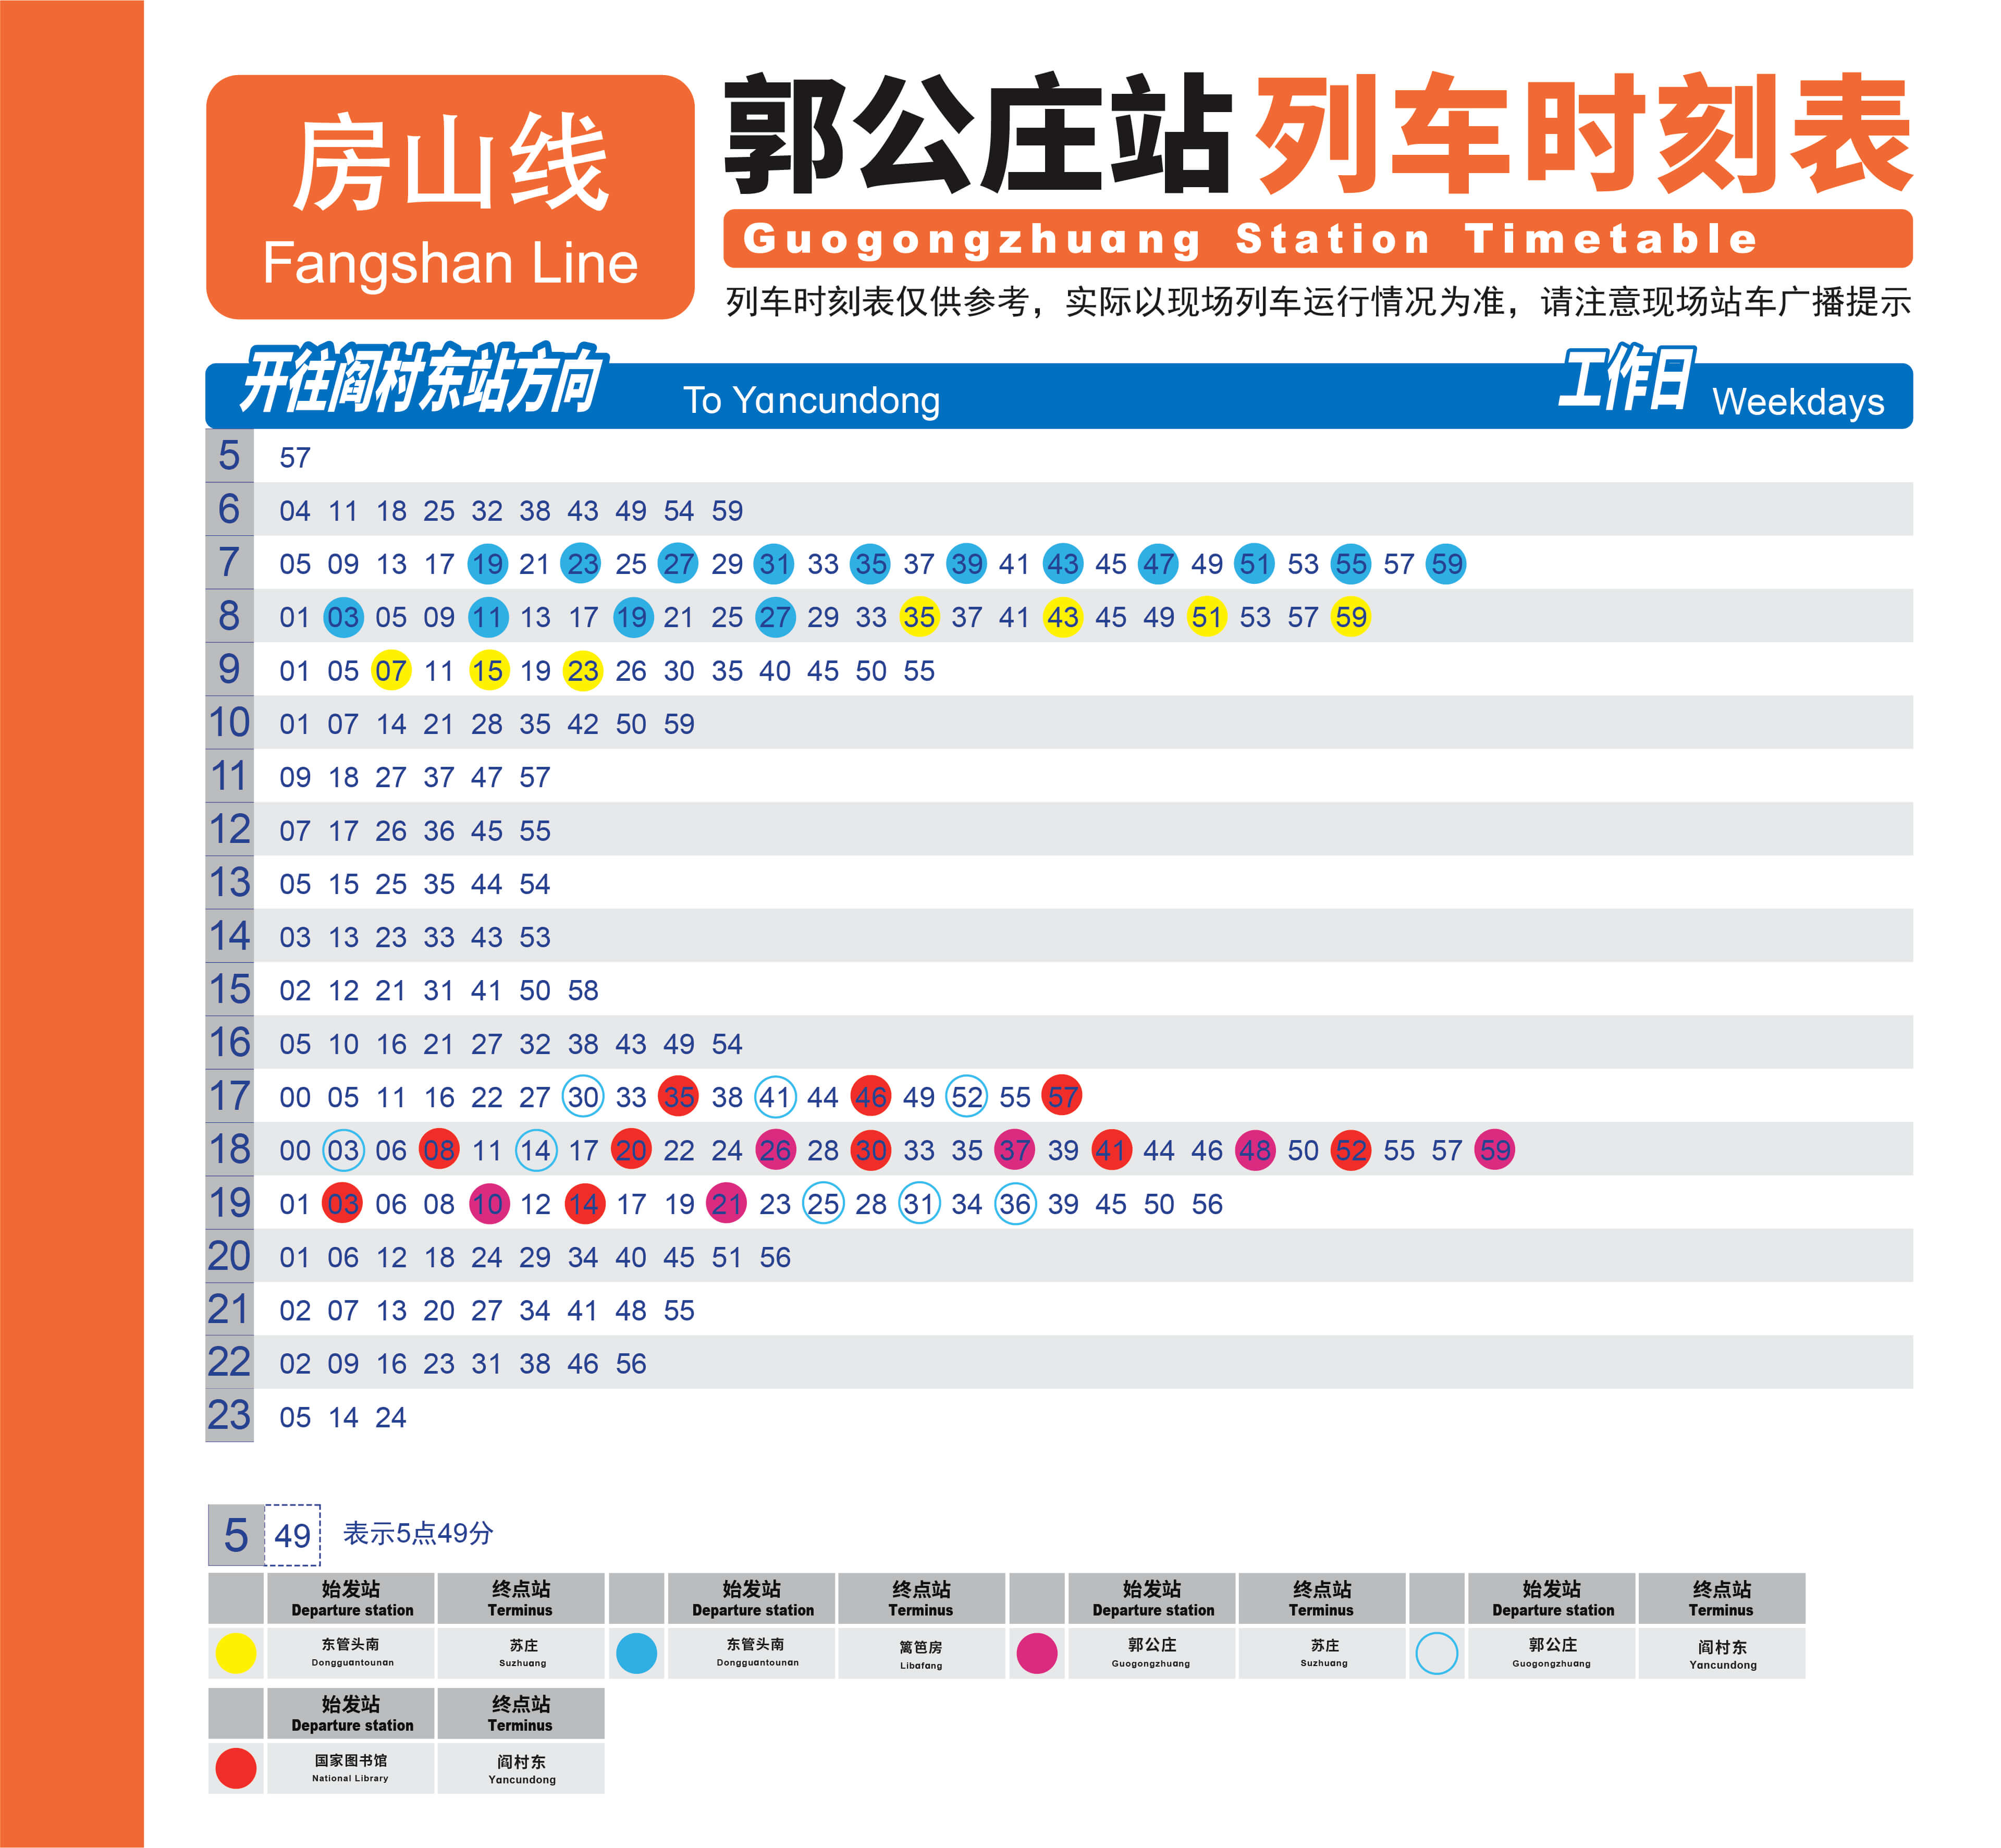 房山线
Fangshan Line
郭公庄站 列车时刻表
Guogongzhuang Station Timetable
列车时刻表仅供参考，实际以现场列车运行情况为准，请注意现场站车广播提示
开往阎村东站方向 To Yancundong 工作日 Weekdays
5 57
6 04 11 18 25 32 38 43 49 54 59
7 05 09 13 17 19 21 23 25 27 29 31 33 35 37 39 41 43 45 47 49 51 53 55 57 59
8 01 03 05 09 11 13 17 19 21 25 27 29 33 35 37 41 43 45 49 51 53 57 59
9 01 05 07 11 15 19 23 26 30 35 40 45 50 55
10 01 07 14 21 28 35 42 50 59
11 09 18 27 37 47 57
12 07 17 26 36 45 55
13 05 15 25 35 44 54
14 03 13 23 33 43 53
15 02 12 21 31 41 50 58
16 05 10 16 21 27 32 38 43 49 54
17 00 05 11 16 22 27 30 33 35 38 41 44 46 49 52 55 57
18 00 03 06 08 11 14 17 20 22 24 26 28 30 33 35 37 39 41 44 46 48 50 52 55 57 59
19 01 03 06 08 10 12 14 17 19 21 23 25 28 31 34 36 39 45 50 56
20 01 06 12 18 24 29 34 40 45 51 56
21 02 07 13 20 27 34 41 48 55
22 02 09 16 23 31 38 46 56
23 05 14 24
5 49 表示5点49分
始发站 终点站 始发站 终点站 始发站 终点站 始发站 终点站
Departure station Terminus Departure station Terminus Departure station Terminus Departure station Terminus
东管头南 苏庄 东管头南 篱笆房 郭公庄 苏庄 郭公庄 阎村东
Dongguantounan Suzhuang Dongguantounan Libafang Guogongzhuang Suzhuang Guogongzhuang Yancundong
始发站 终点站
Departure station Terminus
国家图书馆 阎村东
National Library Yancundong